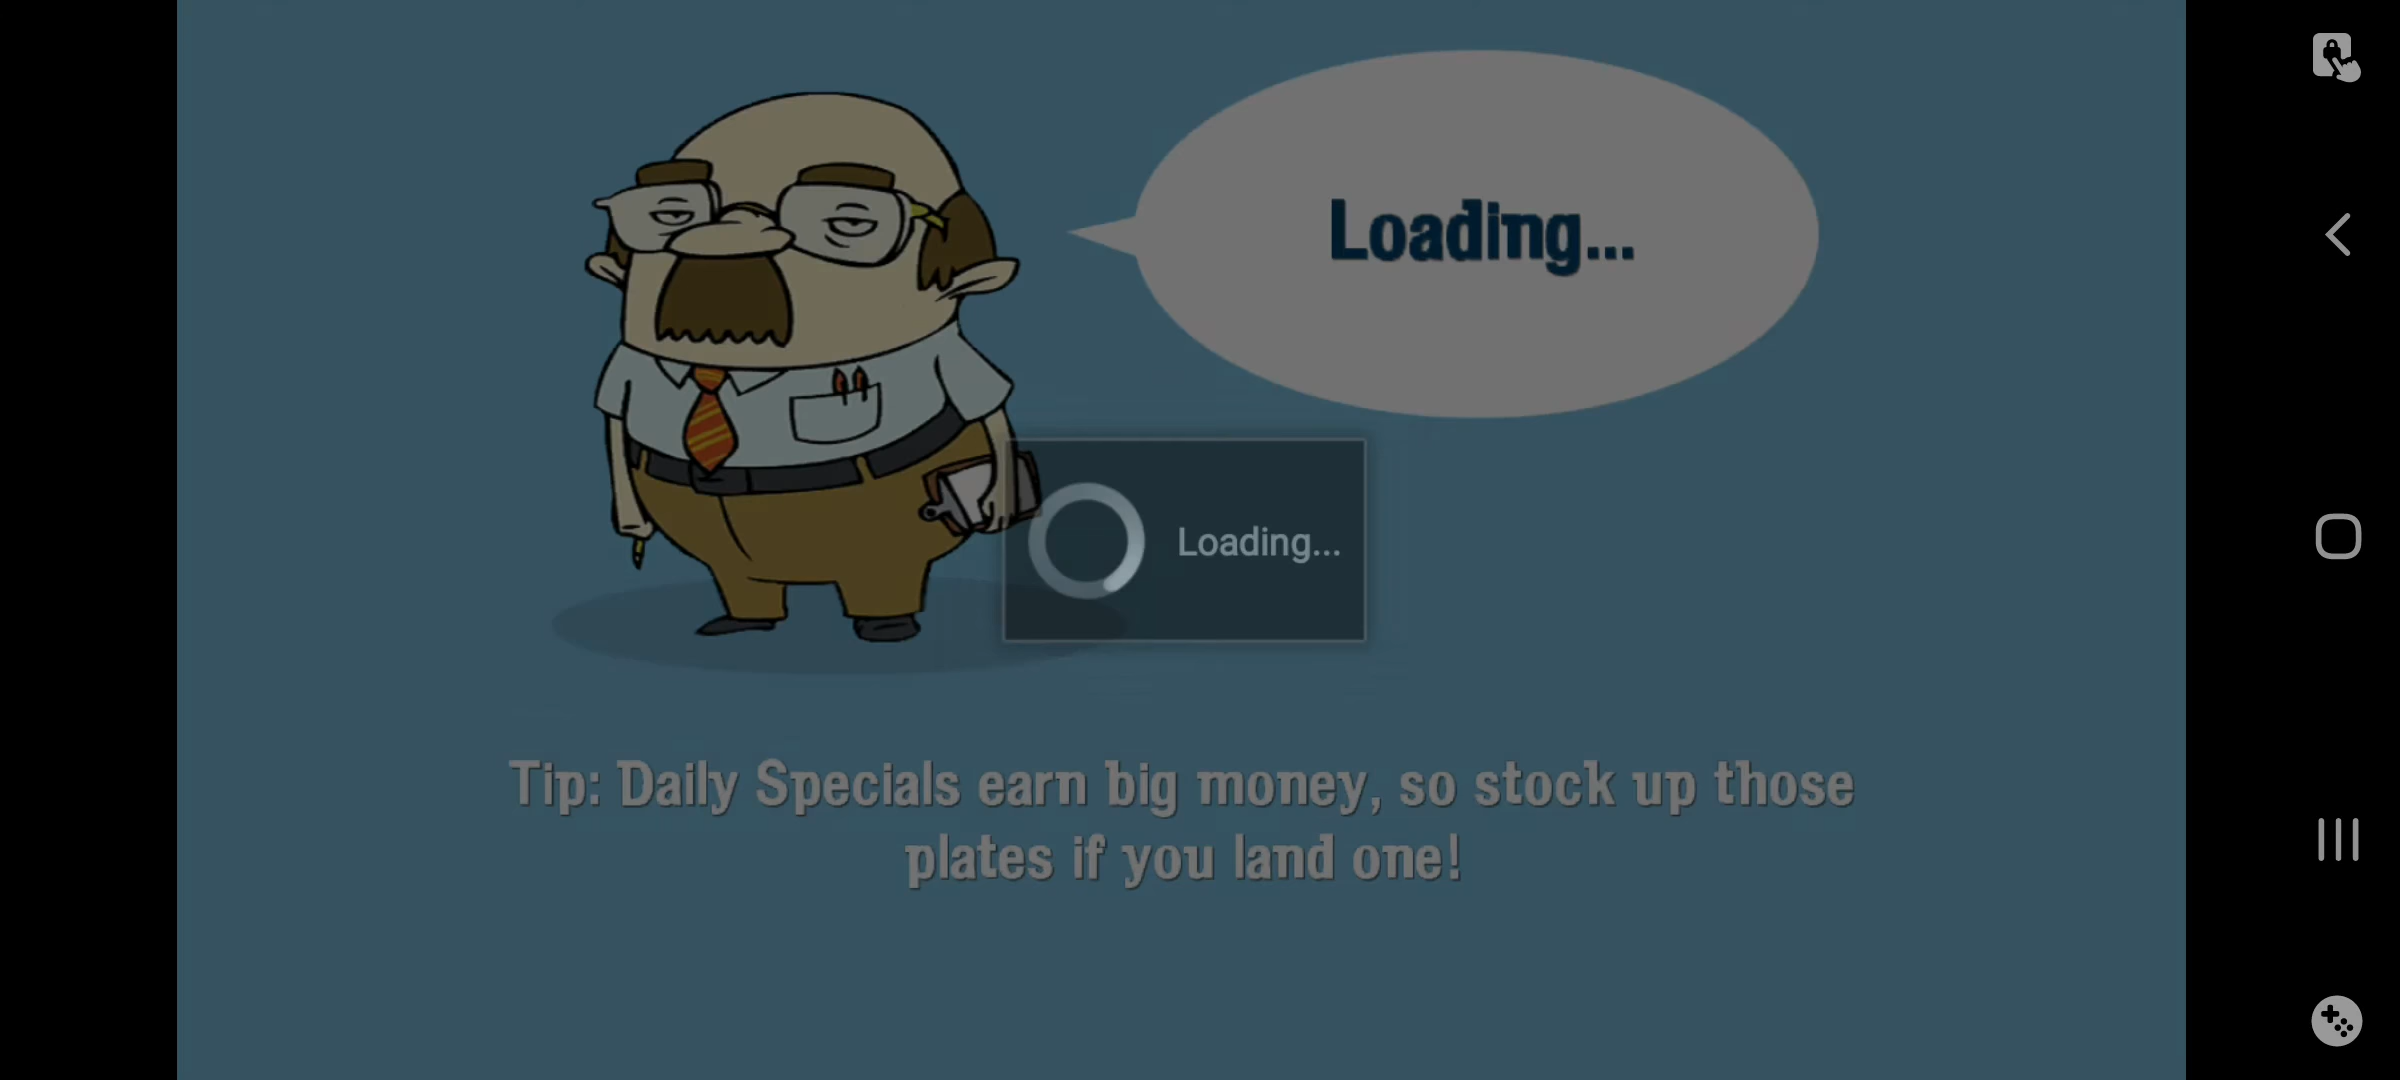 Loading...
Loading...
Tip: Daily Specials earn big money, so stock up those
plates if you land one!